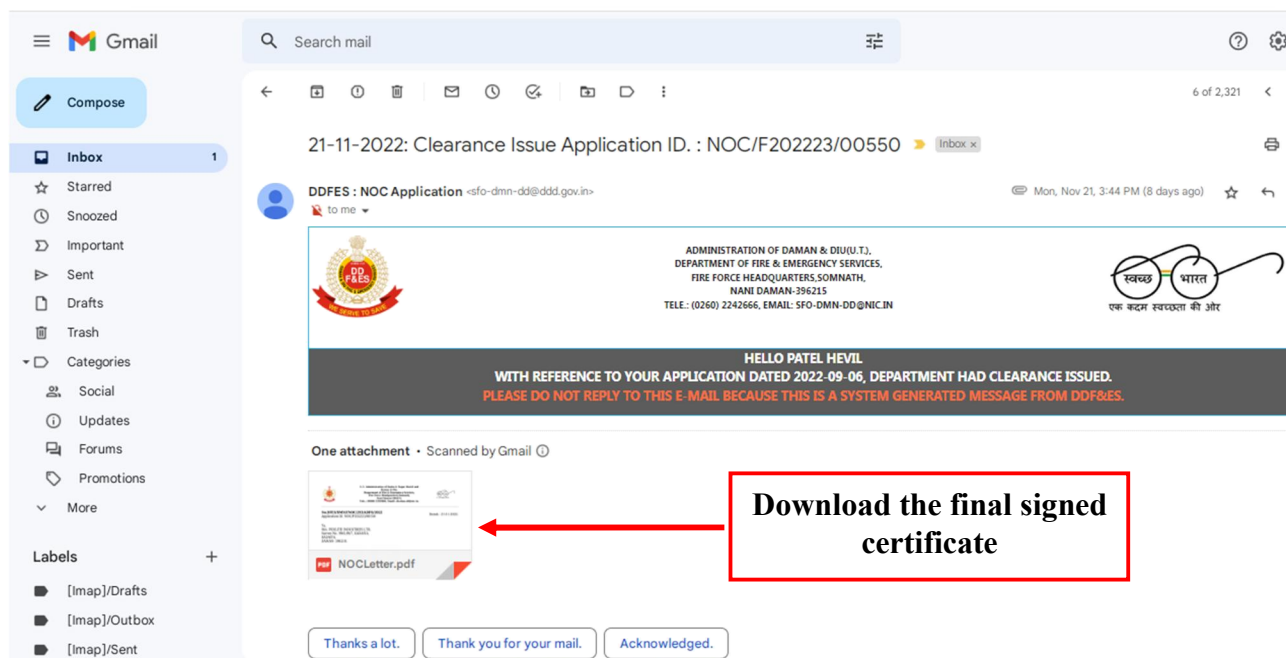 Gmail
Search mail
Compose
6 of 2,321
21-11-2022: Clearance Issue Application ID. : NOC/F202223/00550
Inbox ×
Inbox 1
Starred
Snoozed
Important
Sent
Drafts
Trash
Categories
Social
Updates
Forums
Promotions
More
Labels
[Imap]/Drafts
[Imap]/Outbox
[Imap]/Sent
DDFES : NOC Application <sfo-dmn-dd@ddd.gov.in>
Mon, Nov 21, 3:44 PM (8 days ago)
to me
DD
F&ES
WE SERVE TO SAVE
ADMINISTRATION OF DAMAN & DIU(U.T.),
DEPARTMENT OF FIRE & EMERGENCY SERVICES,
FIRE FORCE HEADQUARTERS,SOMNATH,
NANI DAMAN-396215
TELE.: (0260) 2242666, EMAIL: SFO-DMN-DD@NIC.IN
स्वच्छ भारत
एक कदम स्वच्छता की ओर
HELLO PATEL HEVIL
WITH REFERENCE TO YOUR APPLICATION DATED 2022-09-06, DEPARTMENT HAD CLEARANCE ISSUED.
PLEASE DO NOT REPLY TO THIS E-MAIL BECAUSE THIS IS A SYSTEM GENERATED MESSAGE FROM DDF&ES.
One attachment • Scanned by Gmail
PDF NOCLetter.pdf
Download the final signed
certificate
Thanks a lot.
Thank you for your mail.
Acknowledged.